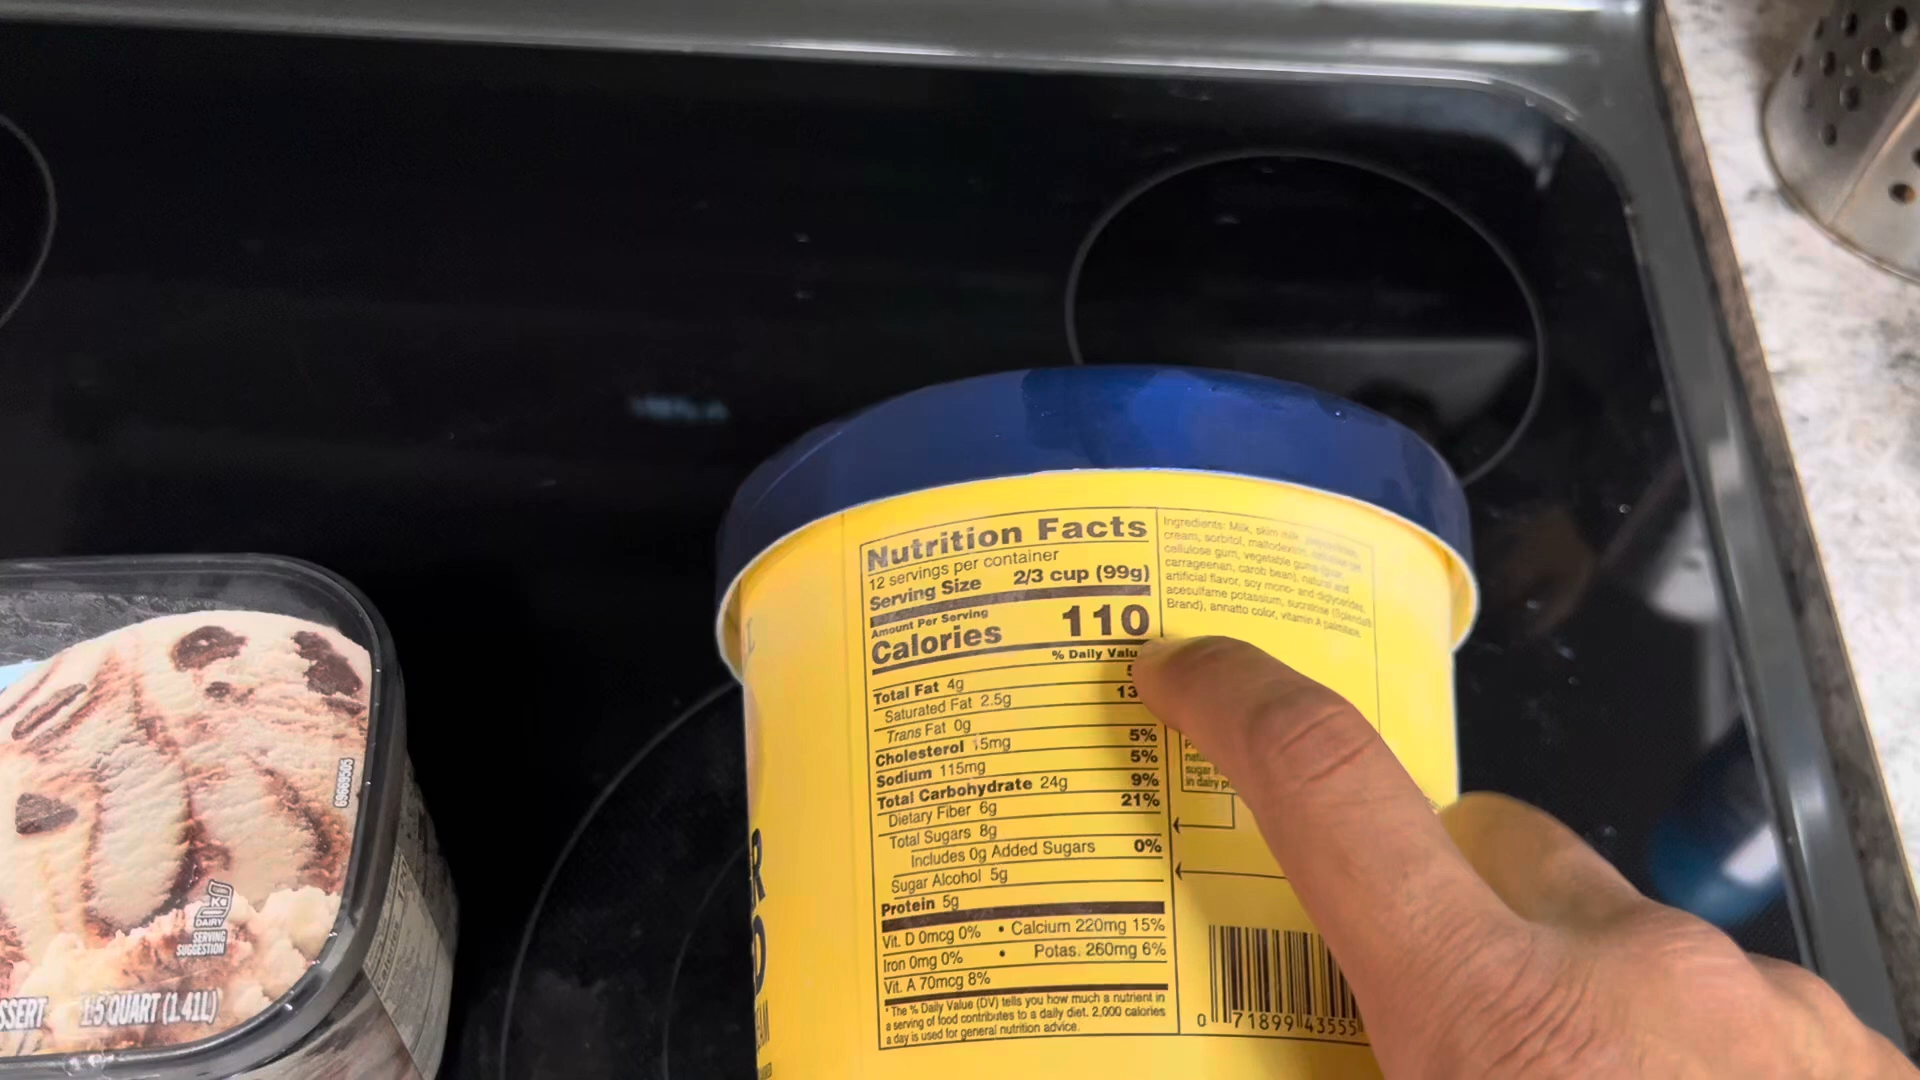 Nutrition Facts
12 servings per container
Serving Size 2/3 cup (99g)
Amount Per Serving
Calories 110
% Daily Valu
Total Fat 4g 5
Saturated Fat 2.5g 13
Trans Fat 0g
Cholesterol 15mg 5%
Sodium 115mg 5%
Total Carbohydrate 24g 9%
Dietary Fiber 6g 21%
Total Sugars 8g
Includes 0g Added Sugars 0%
Sugar Alcohol 5g
Protein 5g
Vit. D 0mcg 0% • Calcium 220mg 15%
Iron 0mg 0% • Potas. 260mg 6%
Vit. A 70mcg 8%
* The % Daily Value (DV) tells you how much a nutrient in
a serving of food contributes to a daily diet. 2,000 calories
a day is used for general nutrition advice.
Ingredients: Milk, skim milk,
cream, sorbitol, maltodextrin,
cellulose gum, vegetable gums (guar,
carrageenan, carob bean), natural and
artificial flavor, soy mono- and diglycerides,
acesulfame potassium, sucralose (Splenda®
Brand), annatto color, vitamin A palmitate.
sugar
in dairy
0 71899 43555
69669505
DAIRY
SERVING
SUGGESTION
SSERT 1.5 QUART (1.41L)